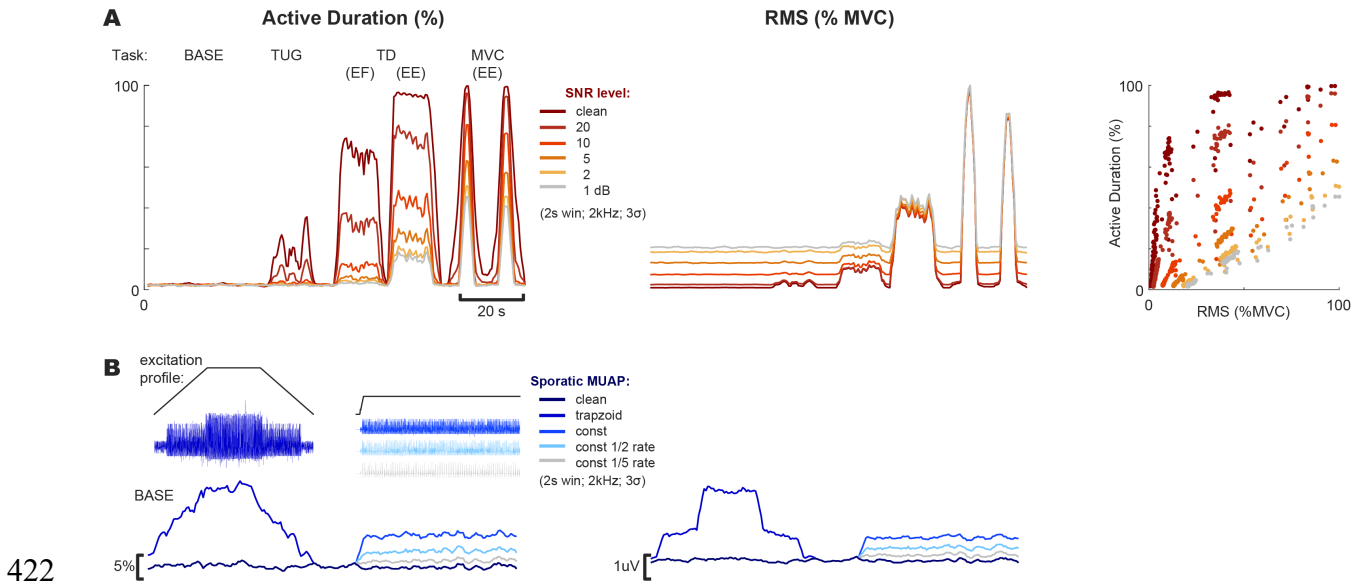 A
Active Duration (%)
RMS (% MVC)
Task: BASE TUG TD MVC
(EF) (EE) (EE)
100
0
0
20 s
SNR level:
clean
20
10
5
2
1 dB
(2s win; 2kHz; 3σ)
Active Duration (%)
100
0
0
100
RMS (%MVC)
B
excitation
profile:
Sporatic MUAP:
clean
trapzoid
const
const 1/2 rate
const 1/5 rate
(2s win; 2kHz; 3σ)
BASE
5%
1uV
422